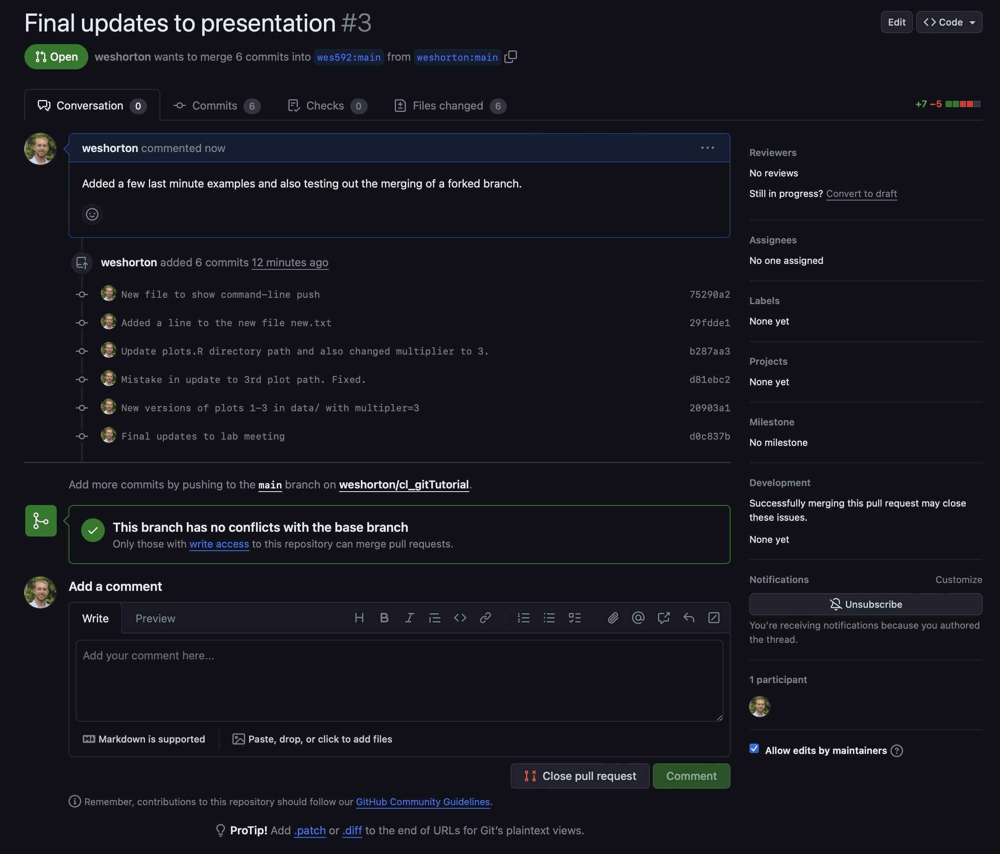 Final updates to presentation #3
Edit
<> Code
Open
weshorton wants to merge 6 commits into wes592:main from weshorton:main
Conversation 0
Commits 6
Checks 0
Files changed 6
+7 −5
weshorton commented now
Added a few last minute examples and also testing out the merging of a forked branch.
weshorton added 6 commits 12 minutes ago
New file to show command-line push 75290a2
Added a line to the new file new.txt 29fdde1
Update plots.R directory path and also changed multiplier to 3. b287aa3
Mistake in update to 3rd plot path. Fixed. d81ebc2
New versions of plots 1-3 in data/ with multipler=3 20903a1
Final updates to lab meeting d0c837b
Add more commits by pushing to the main branch on weshorton/cl_gitTutorial.
This branch has no conflicts with the base branch
Only those with write access to this repository can merge pull requests.
Add a comment
Write
Preview
Add your comment here...
Markdown is supported
Paste, drop, or click to add files
Close pull request
Comment
Remember, contributions to this repository should follow our GitHub Community Guidelines.
ProTip! Add .patch or .diff to the end of URLs for Git’s plaintext views.
Reviewers
No reviews
Still in progress? Convert to draft
Assignees
No one assigned
Labels
None yet
Projects
None yet
Milestone
No milestone
Development
Successfully merging this pull request may close
these issues.
None yet
Notifications
Customize
Unsubscribe
You’re receiving notifications because you authored
the thread.
1 participant
Allow edits by maintainers